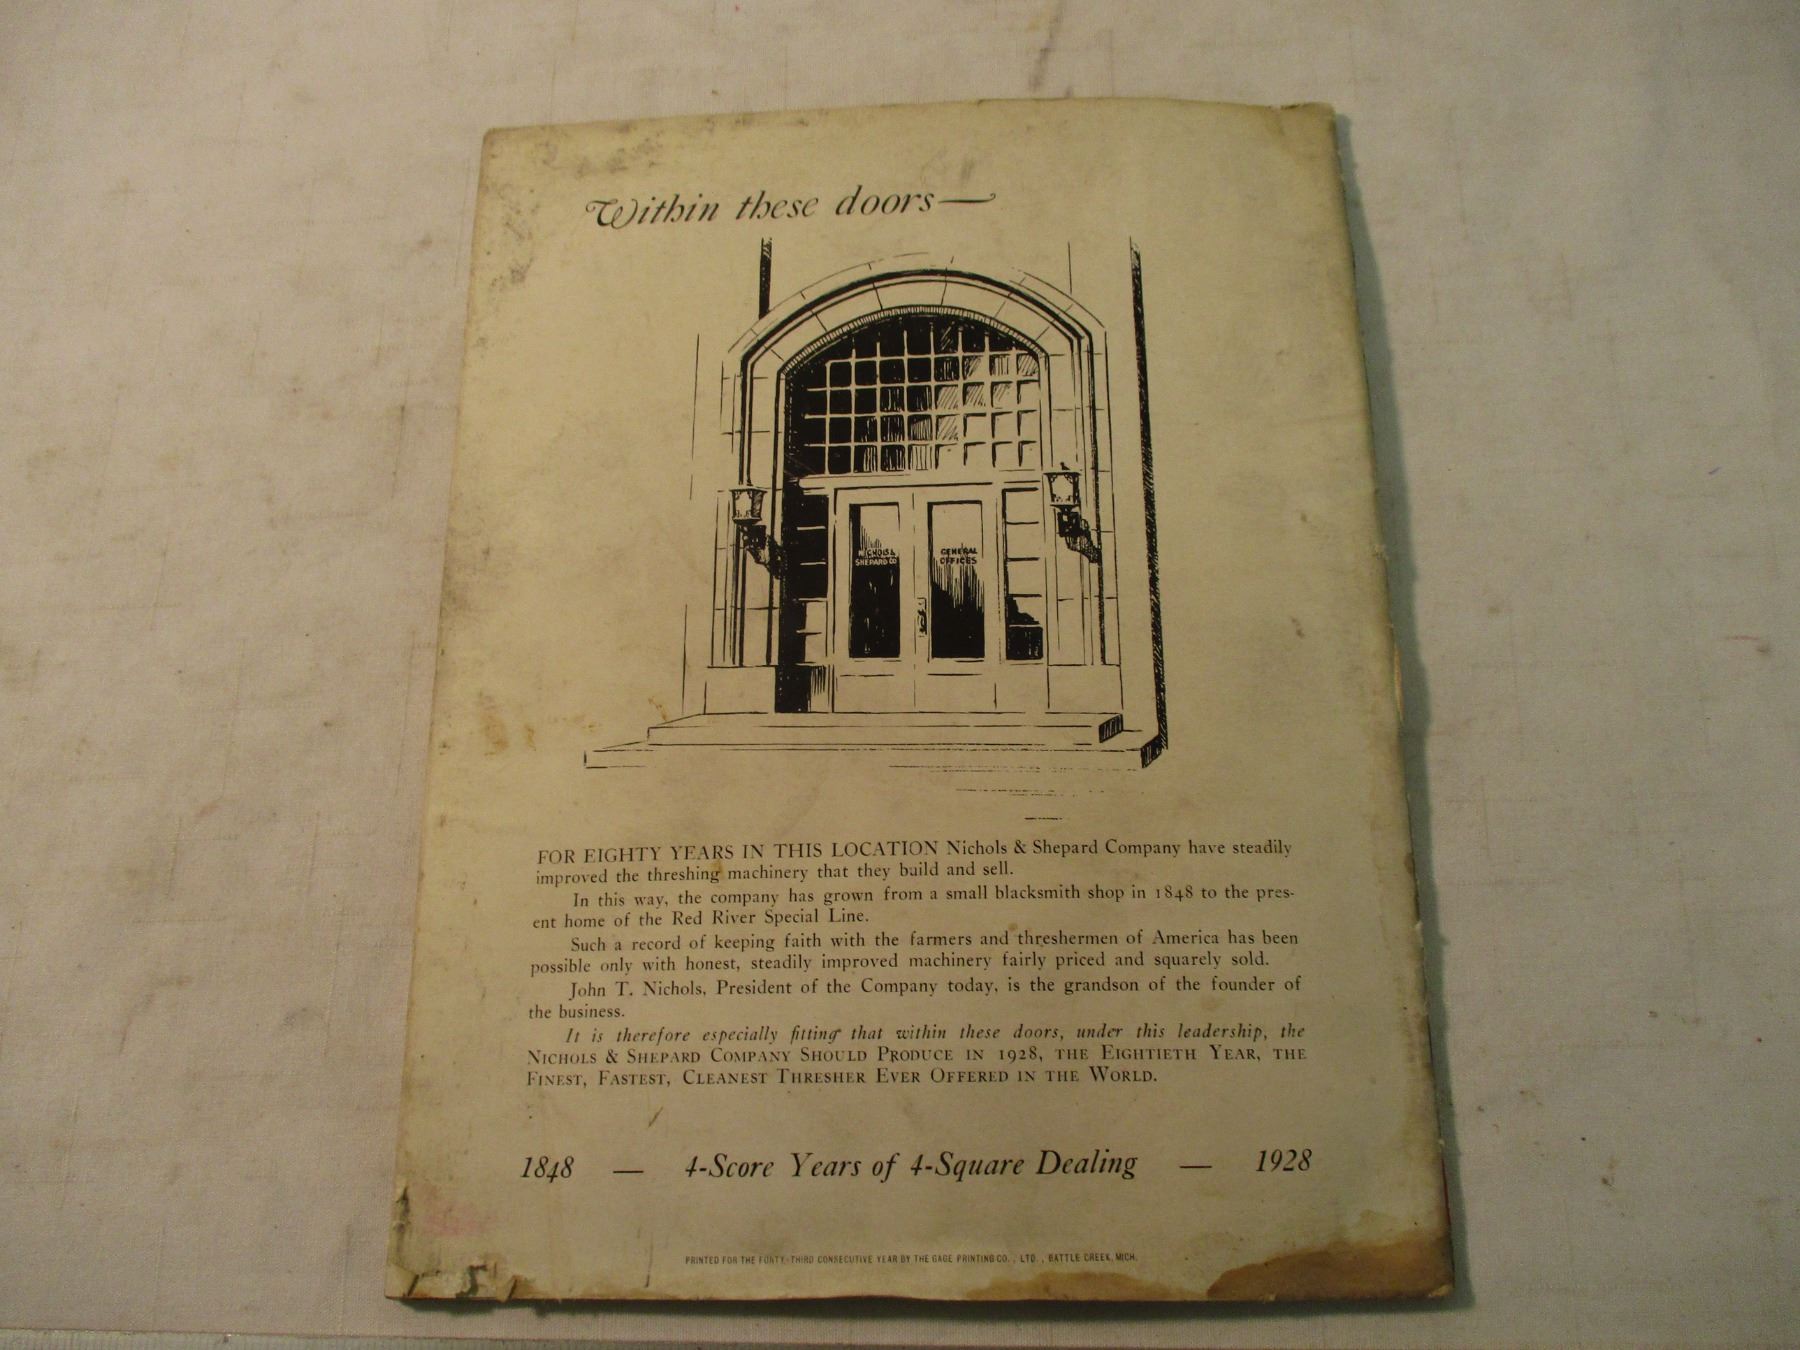 Within these doors—
NICHOLS &
SHEPARD CO
GENERAL
OFFICES
FOR EIGHTY YEARS IN THIS LOCATION Nichols & Shepard Company have steadily
improved the threshing machinery that they build and sell.
In this way, the company has grown from a small blacksmith shop in 1848 to the pres-
ent home of the Red River Special Line.
Such a record of keeping faith with the farmers and threshermen of America has been
possible only with honest, steadily improved machinery fairly priced and squarely sold.
John T. Nichols, President of the Company today, is the grandson of the founder of
the business.
It is therefore especially fitting that within these doors, under this leadership, the
NICHOLS & SHEPARD COMPANY SHOULD PRODUCE IN 1928, THE EIGHTIETH YEAR, THE
FINEST, FASTEST, CLEANEST THRESHER EVER OFFERED IN THE WORLD.
1848 — 4-Score Years of 4-Square Dealing — 1928
PRINTED FOR THE FORTY-THIRD CONSECUTIVE YEAR BY THE GAGE PRINTING CO., LTD., BATTLE CREEK, MICH.